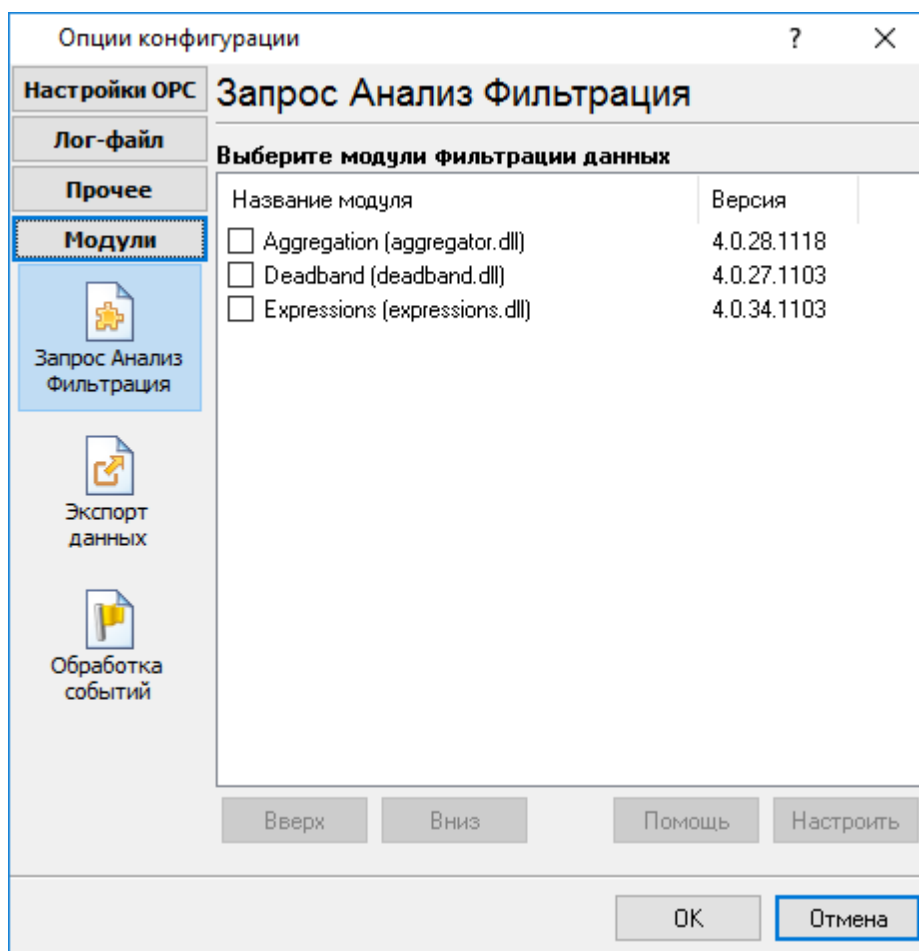 Опции конфигурации
?
Настройки OPC
Запрос Анализ Фильтрация
Лог-файл
Выберите модули фильтрации данных
Прочее
Название модуля Версия
Модули
Aggregation (aggregator.dll) 4.0.28.1118
Deadband (deadband.dll) 4.0.27.1103
Expressions (expressions.dll) 4.0.34.1103
Запрос Анализ
Фильтрация
Экспорт
данных
Обработка
событий
Вверх Вниз Помощь Настроить
OK Отмена